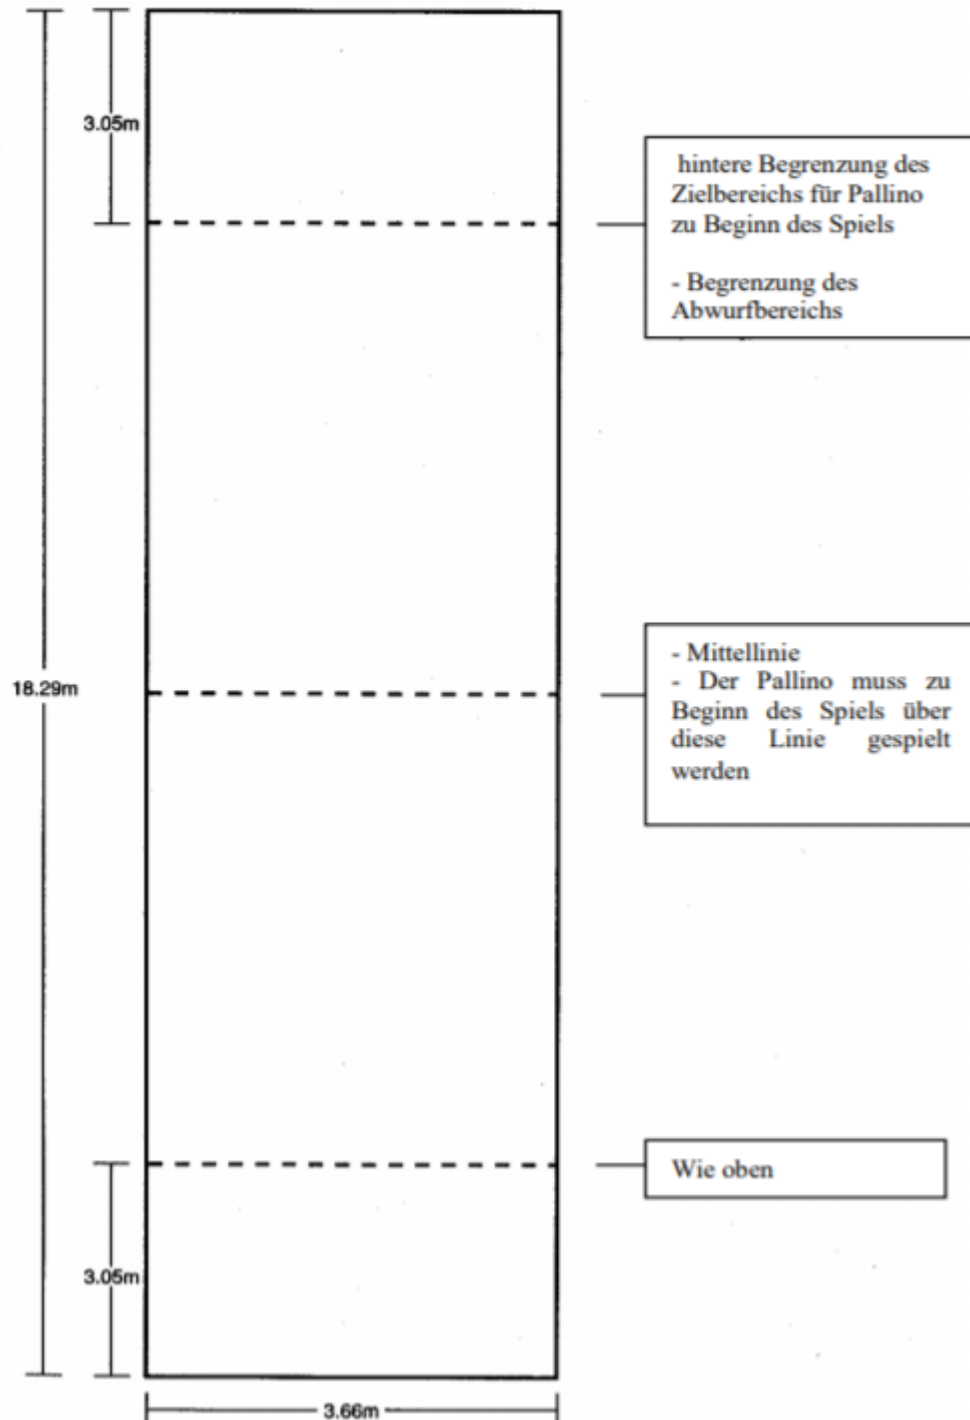 3.05m
hintere Begrenzung des
Zielbereichs für Pallino
zu Beginn des Spiels
- Begrenzung des
Abwurfbereichs
18.29m
- Mittellinie
- Der Pallino muss zu
Beginn des Spiels über
diese Linie gespielt
werden
Wie oben
3.05m
3.66m